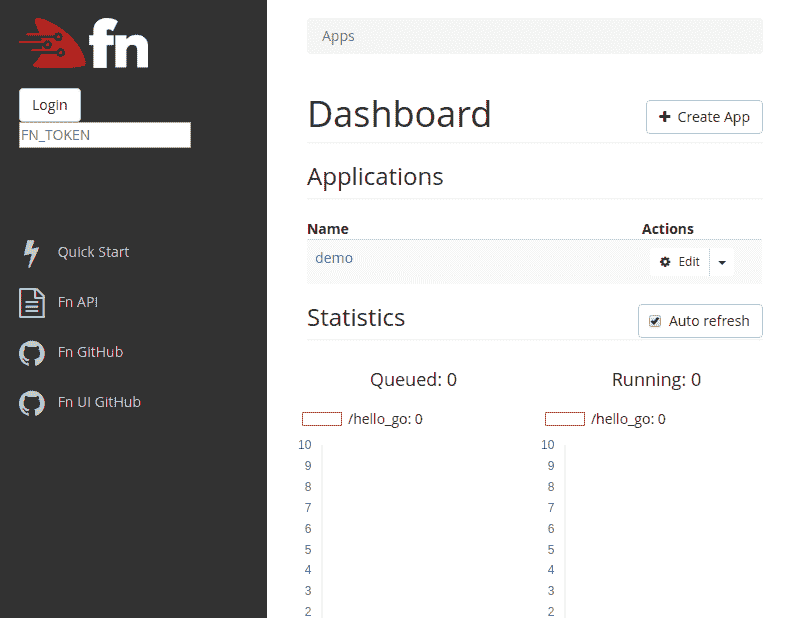 fn
Login
FN_TOKEN
Quick Start
Fn API
Fn GitHub
Fn UI GitHub
Apps
Dashboard
Create App
Applications
Name Actions
demo Edit
Statistics
Auto refresh
Queued: 0 Running: 0
/hello_go: 0 /hello_go: 0
10 10
9 9
8 8
7 7
6 6
5 5
4 4
3 3
2 2